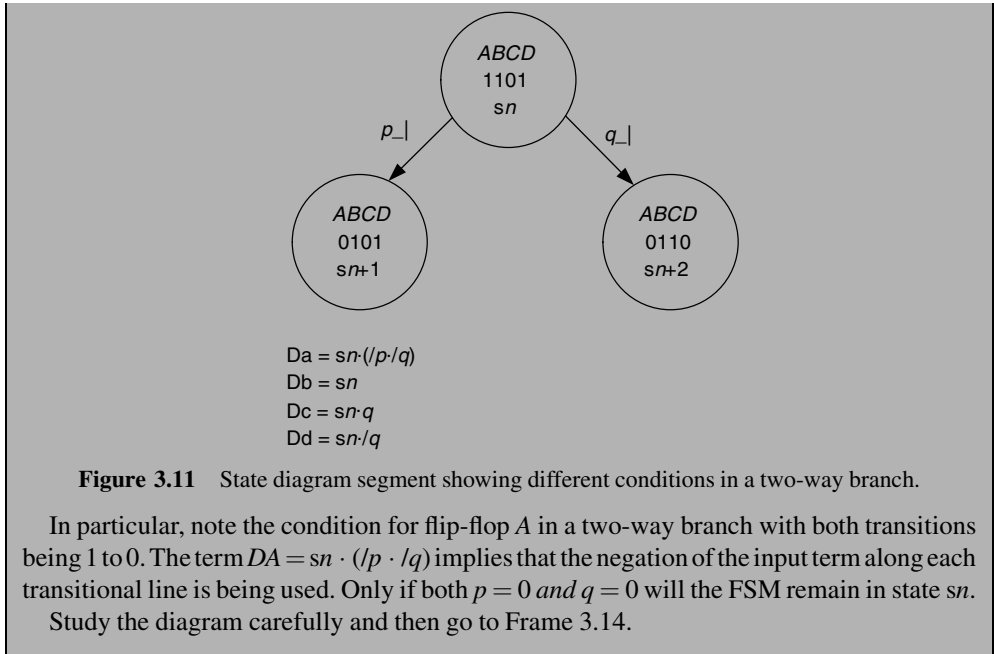 ABCD
1101
sn
p_|
q_|
ABCD
0101
sn+1
ABCD
0110
sn+2
Da = sn·(/p·/q)
Db = sn
Dc = sn·q
Dd = sn·/q
Figure 3.11 State diagram segment showing different conditions in a two-way branch.
In particular, note the condition for flip-flop A in a two-way branch with both transitions
being 1 to 0. The term DA = sn · (/p · /q) implies that the negation of the input term along each
transitional line is being used. Only if both p = 0 and q = 0 will the FSM remain in state sn.
Study the diagram carefully and then go to Frame 3.14.